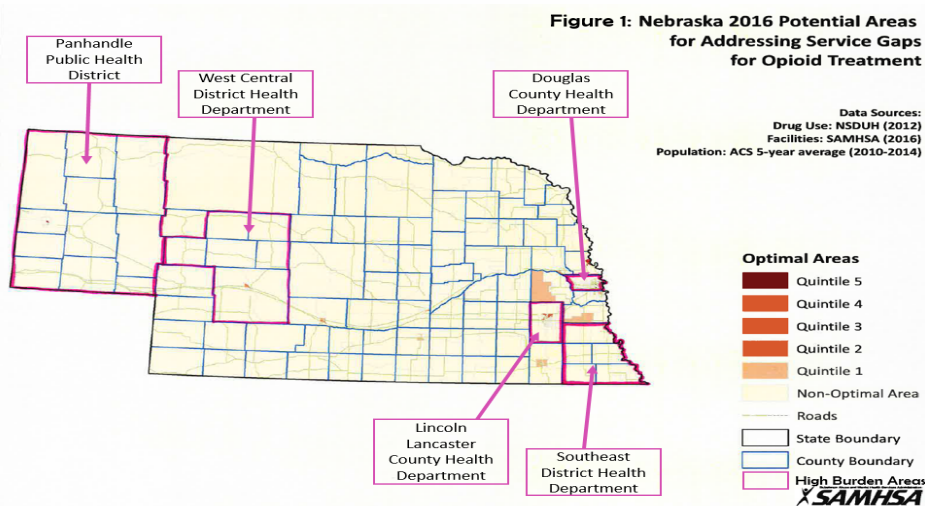 Figure 1: Nebraska 2016 Potential Areas
for Addressing Service Gaps
for Opioid Treatment
Panhandle
Public Health
District
West Central
District Health
Department
Douglas
County Health
Department
Data Sources:
Drug Use: NSDUH (2012)
Facilities: SAMHSA (2016)
Population: ACS 5-year average (2010-2014)
Optimal Areas
Quintile 5
Quintile 4
Quintile 3
Quintile 2
Quintile 1
Non-Optimal Area
Roads
State Boundary
County Boundary
High Burden Areas
Lincoln
Lancaster
County Health
Department
Southeast
District Health
Department
SAMHSA